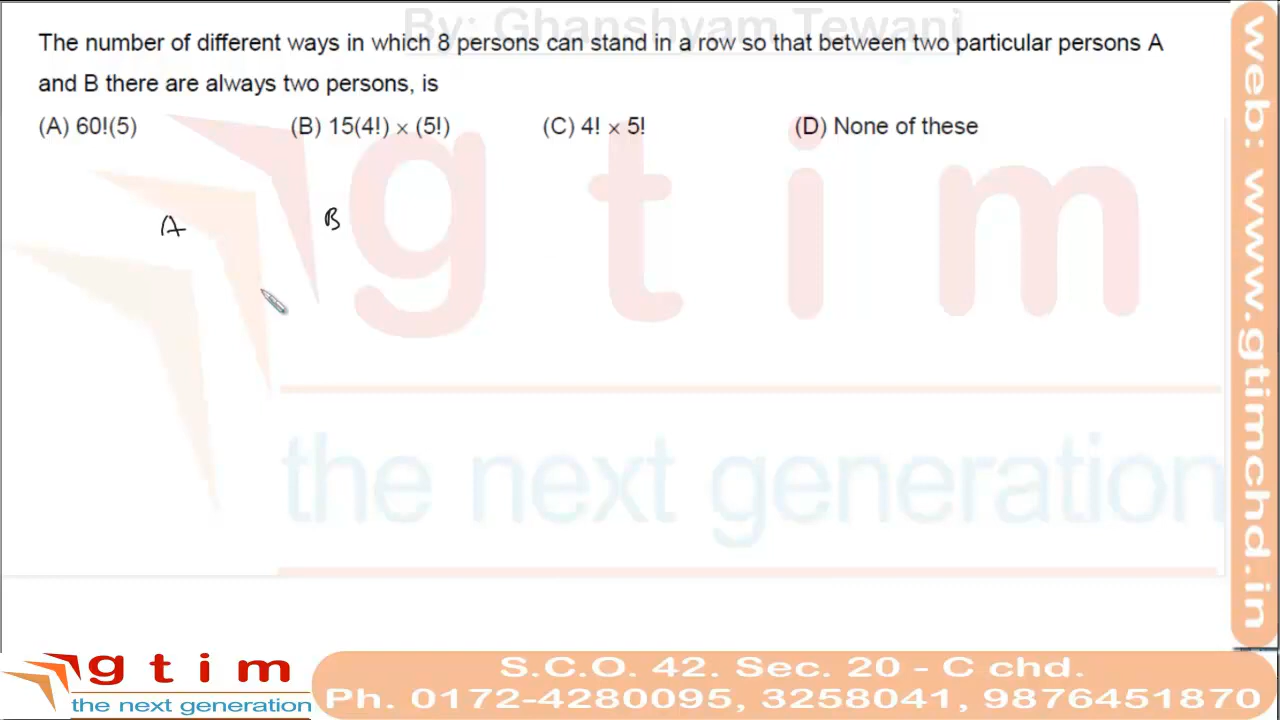 By: Ghanshyam Tewani
The number of different ways in which 8 persons can stand in a row so that between two particular persons A
and B there are always two persons, is
(A) 60!(5) (B) 15(4!) × (5!) (C) 4! × 5! (D) None of these
A B
g t i m
the next generation
web: www.gtimchd.in
g t i m
the next generation
S.C.O. 42. Sec. 20 - C chd.
Ph. 0172-4280095, 3258041, 9876451870